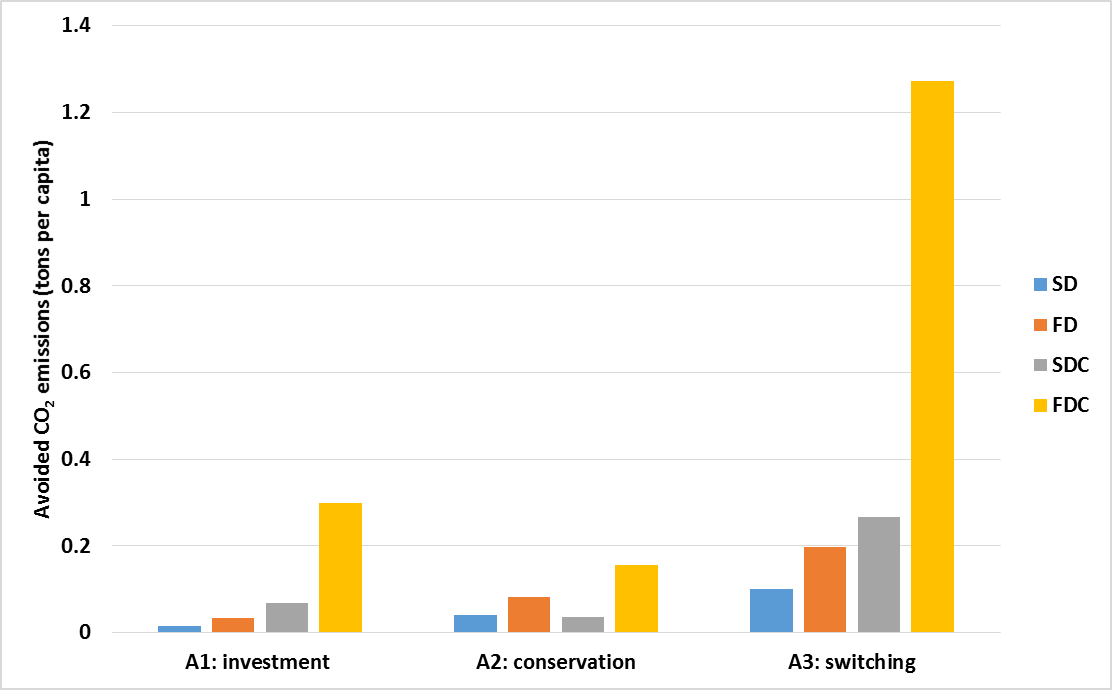 Avoided CO₂ emissions (tons per capita)
1.4
1.2
1
0.8
0.6
0.4
0.2
0
A1: investment
A2: conservation
A3: switching
SD
FD
SDC
FDC